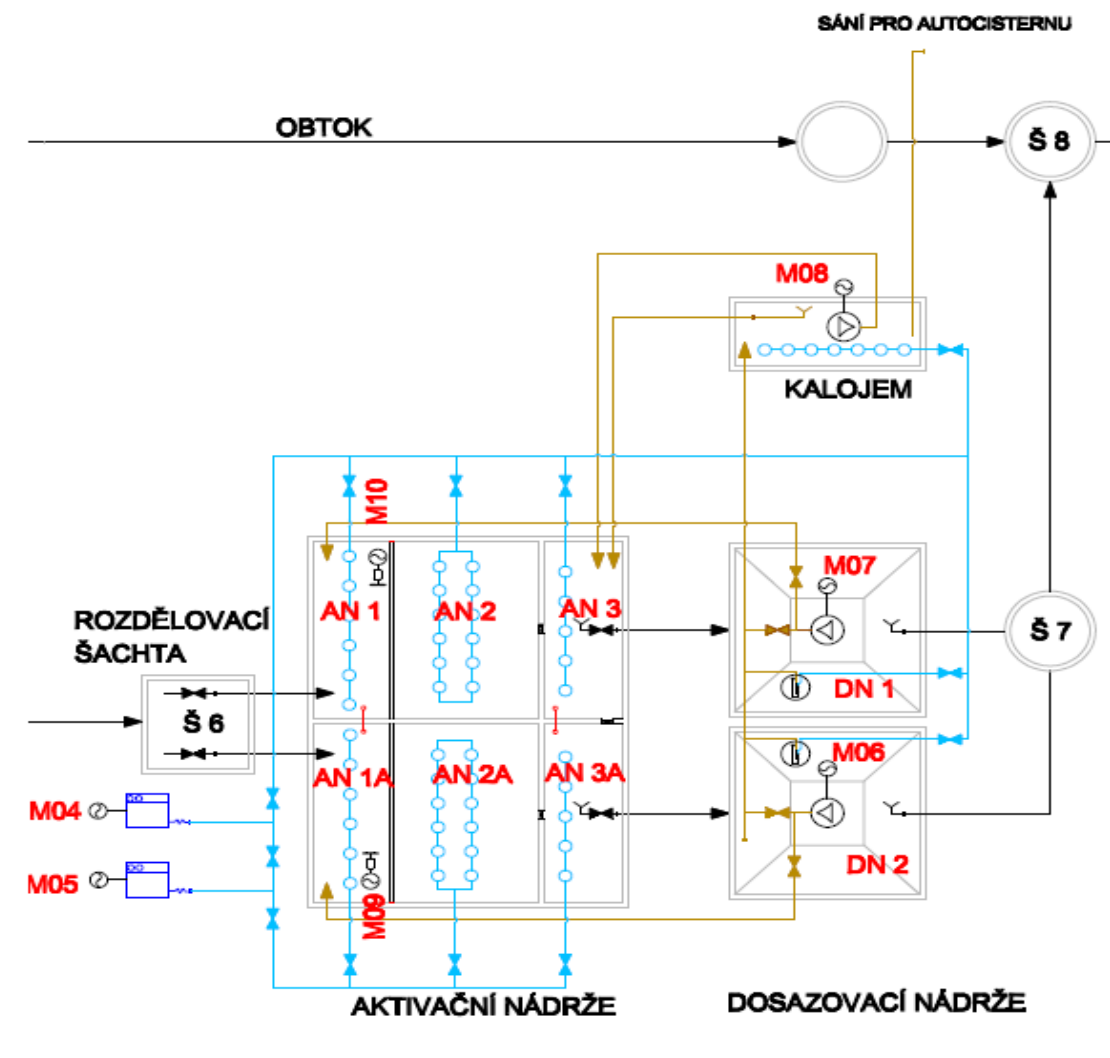 SÁNÍ PRO AUTOCISTERNU
OBTOK
Š 8
M08
KALOJEM
M10
M07
AN 1
AN 2
AN 3
ROZDĚLOVACÍ
ŠACHTA
Š 7
DN 1
Š 6
M06
AN 1A
AN 2A
AN 3A
M04
M05
DN 2
M09
AKTIVAČNÍ NÁDRŽE
DOSAZOVACÍ NÁDRŽE